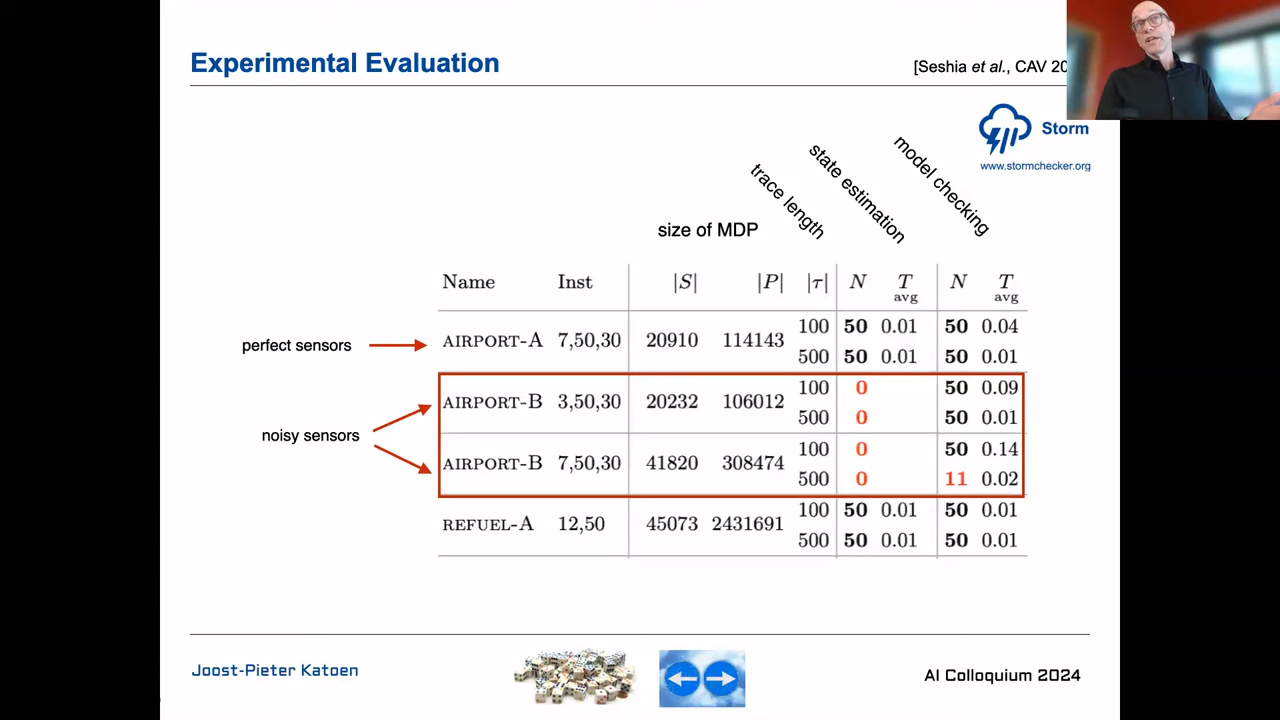 Experimental Evaluation
[Seshia et al., CAV 20
Storm
www.stormchecker.org
trace length
state estimation
model checking
size of MDP
Name Inst |S| |P| |τ| N T avg N T avg
perfect sensors
AIRPORT-A 7,50,30 20910 114143 100 50 0.01 50 0.04
500 50 0.01 50 0.01
noisy sensors
AIRPORT-B 3,50,30 20232 106012 100 0 50 0.09
500 0 50 0.01
AIRPORT-B 7,50,30 41820 308474 100 0 50 0.14
500 0 11 0.02
REFUEL-A 12,50 45073 2431691 100 50 0.01 50 0.01
500 50 0.01 50 0.01
Joost-Pieter Katoen
AI Colloquium 2024